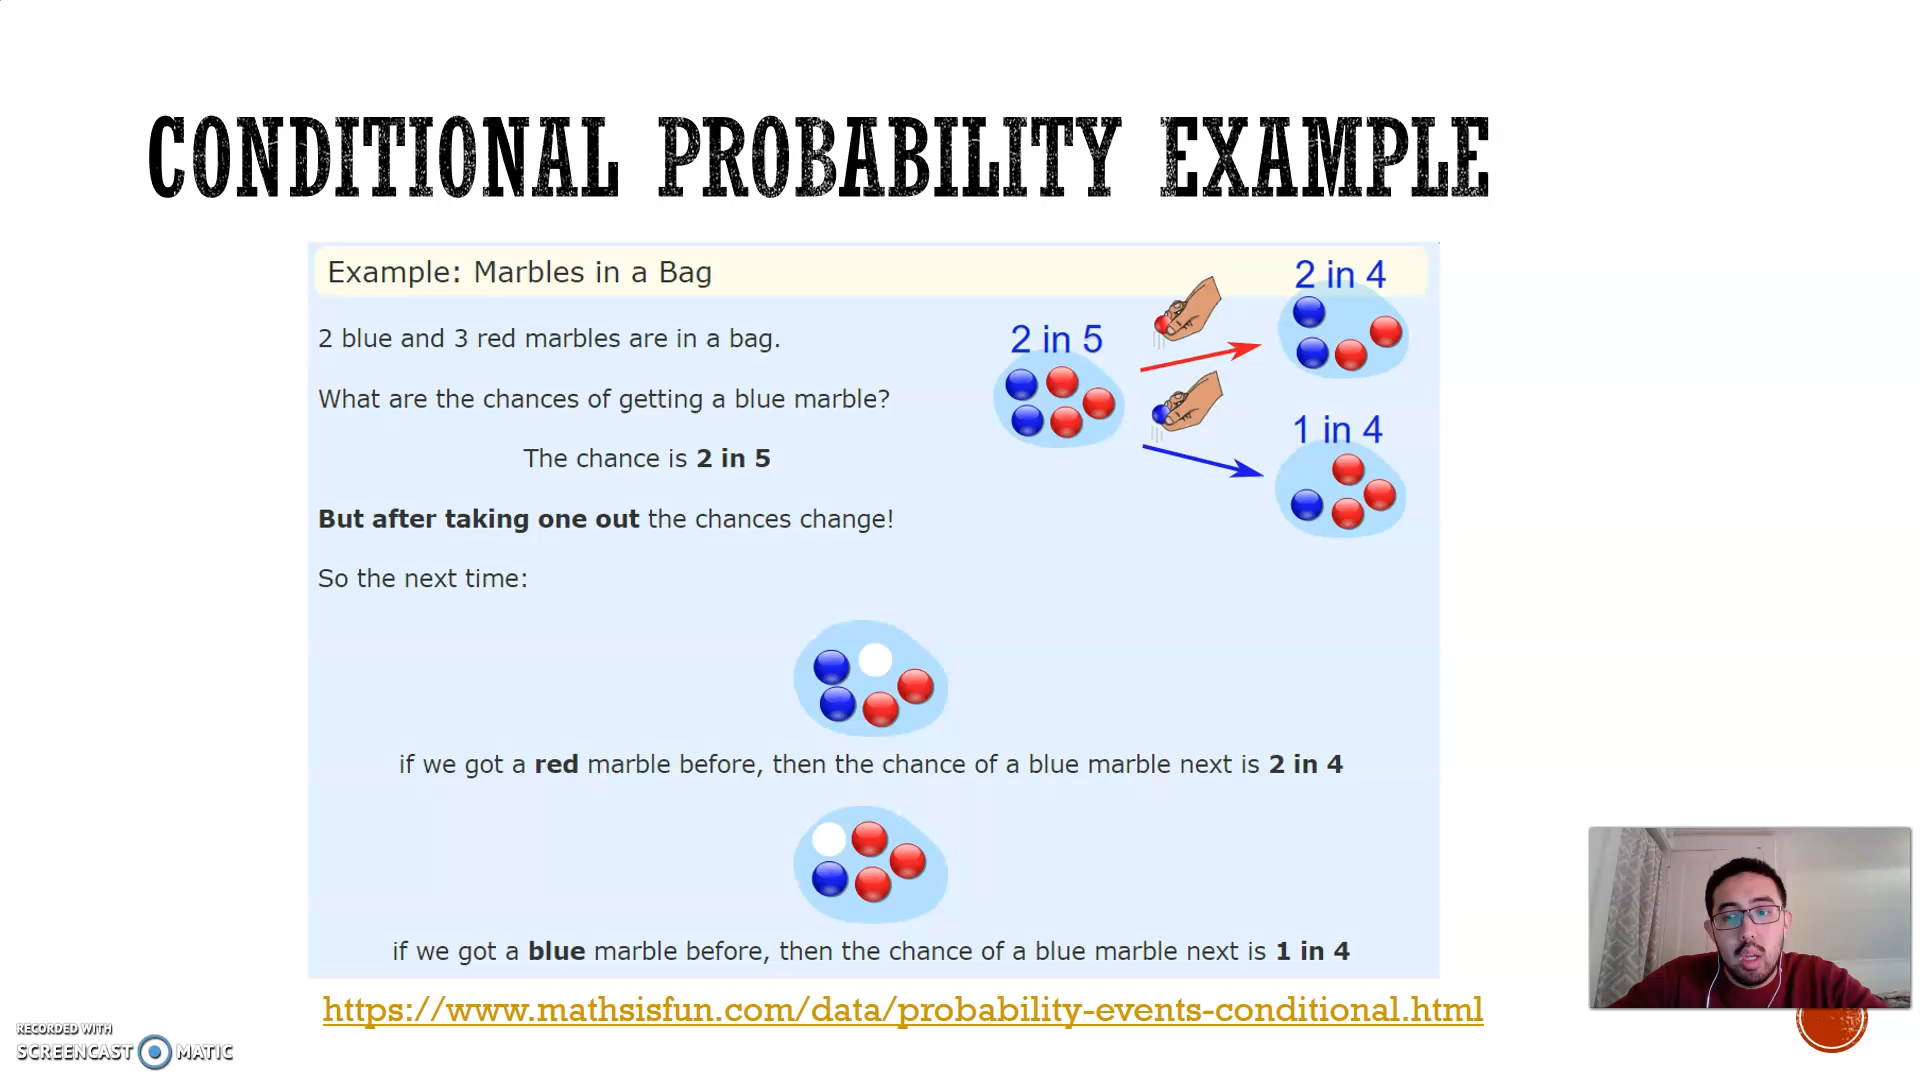 CONDITIONAL PROBABILITY EXAMPLE
Example: Marbles in a Bag
2 blue and 3 red marbles are in a bag.
What are the chances of getting a blue marble?
The chance is 2 in 5
But after taking one out the chances change!
So the next time:
2 in 5
2 in 4
1 in 4
if we got a red marble before, then the chance of a blue marble next is 2 in 4
if we got a blue marble before, then the chance of a blue marble next is 1 in 4
https://www.mathsisfun.com/data/probability-events-conditional.html
RECORDED WITH
SCREENCAST MATIC